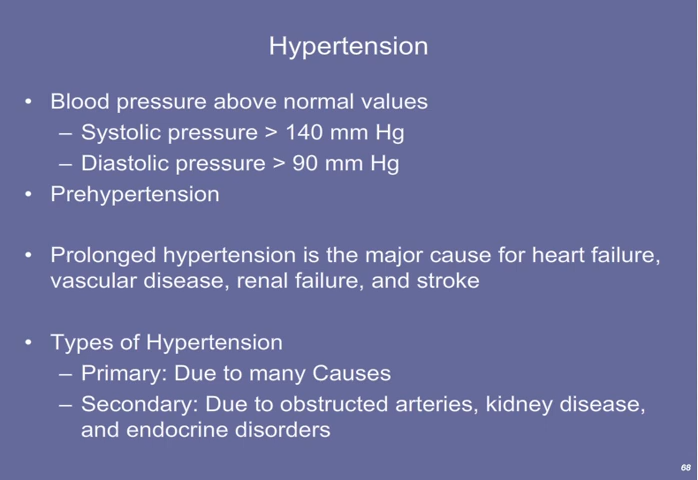 Hypertension
• Blood pressure above normal values
– Systolic pressure > 140 mm Hg
– Diastolic pressure > 90 mm Hg
• Prehypertension
• Prolonged hypertension is the major cause for heart failure,
vascular disease, renal failure, and stroke
• Types of Hypertension
– Primary: Due to many Causes
– Secondary: Due to obstructed arteries, kidney disease,
and endocrine disorders
68